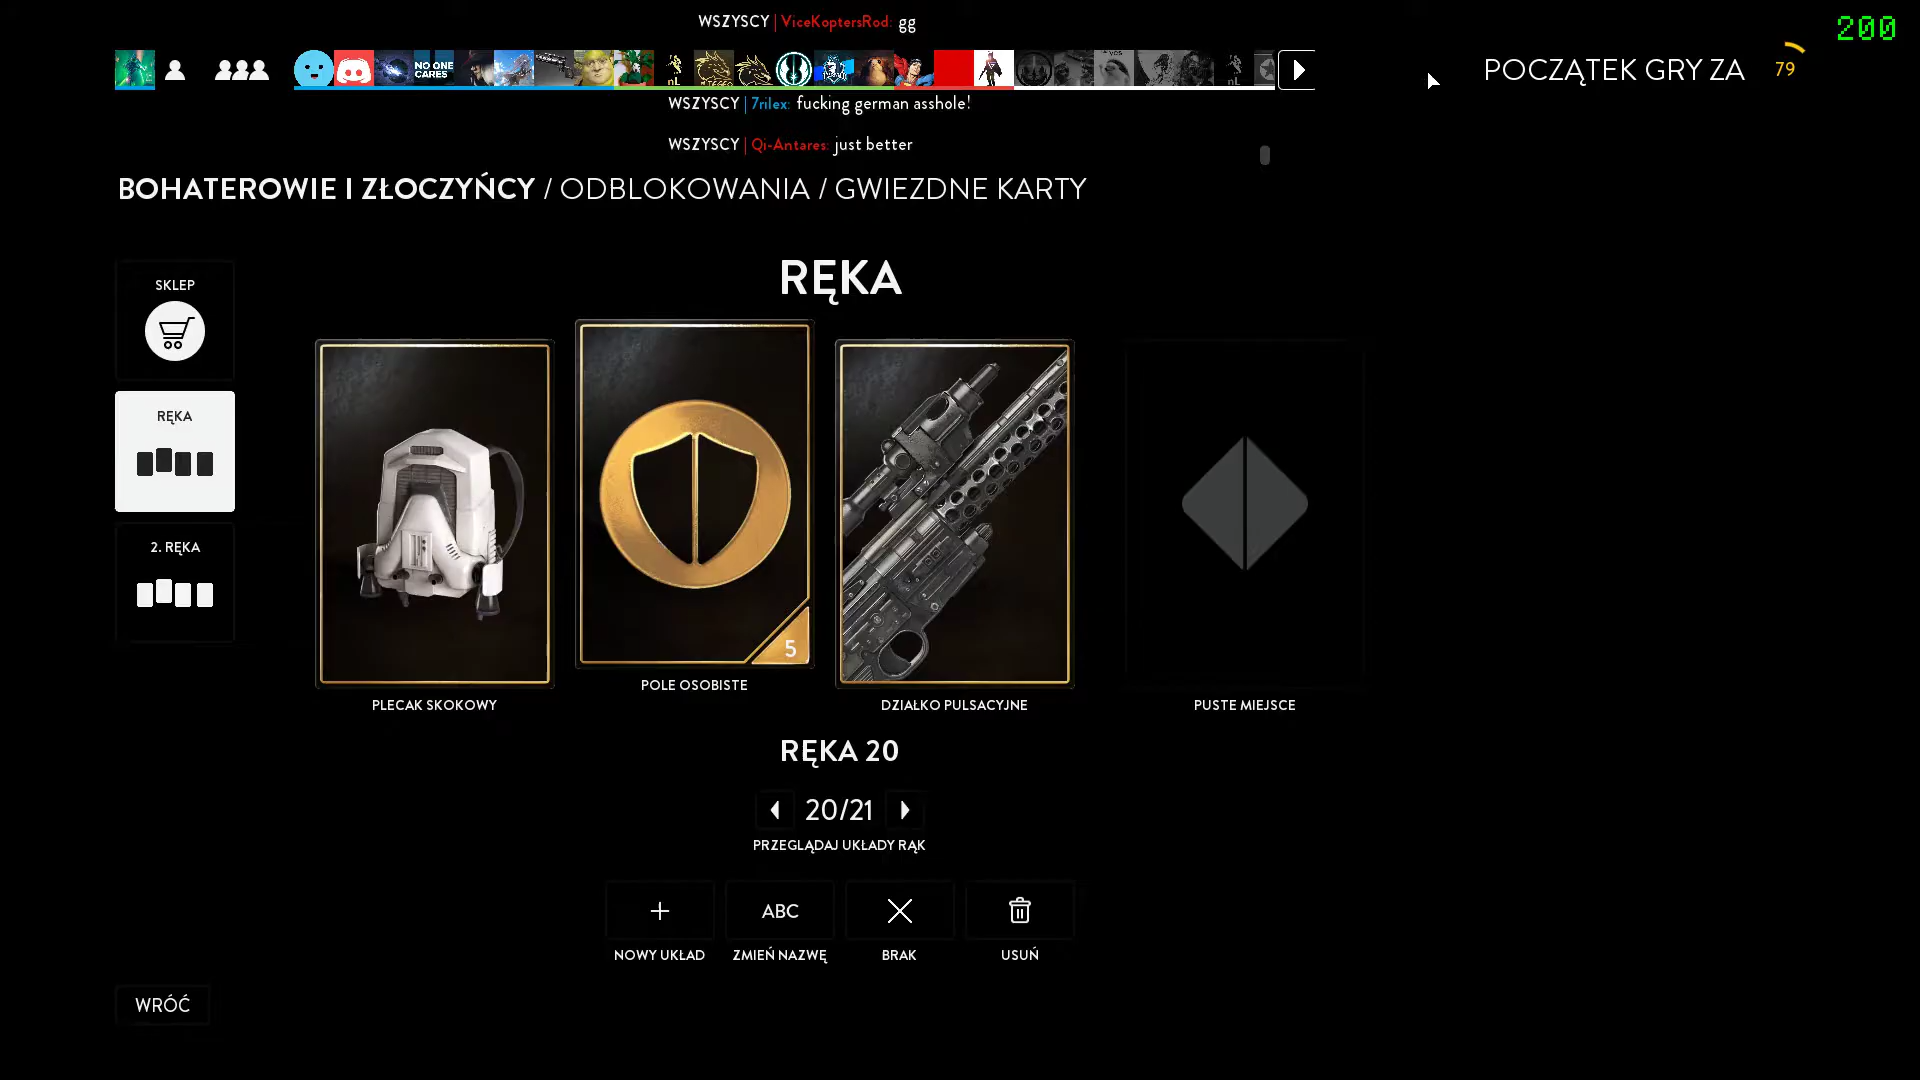 WSZYSCY | ViceKoptersRod: gg
200
NO ONE CARES
POCZĄTEK GRY ZA 79
WSZYSCY | 7rilex: fucking german asshole!
WSZYSCY | Qi-Antares: just better
BOHATEROWIE I ZŁOCZYŃCY / ODBLOKOWANIA / GWIEZDNE KARTY
SKLEP
RĘKA
2. RĘKA
RĘKA
5
PLECAK SKOKOWY
POLE OSOBISTE
DZIAŁKO PULSACYJNE
PUSTE MIEJSCE
RĘKA 20
20/21
PRZEGLĄDAJ UKŁADY RĄK
ABC
NOWY UKŁAD
ZMIEŃ NAZWĘ
BRAK
USUŃ
WRÓĆ